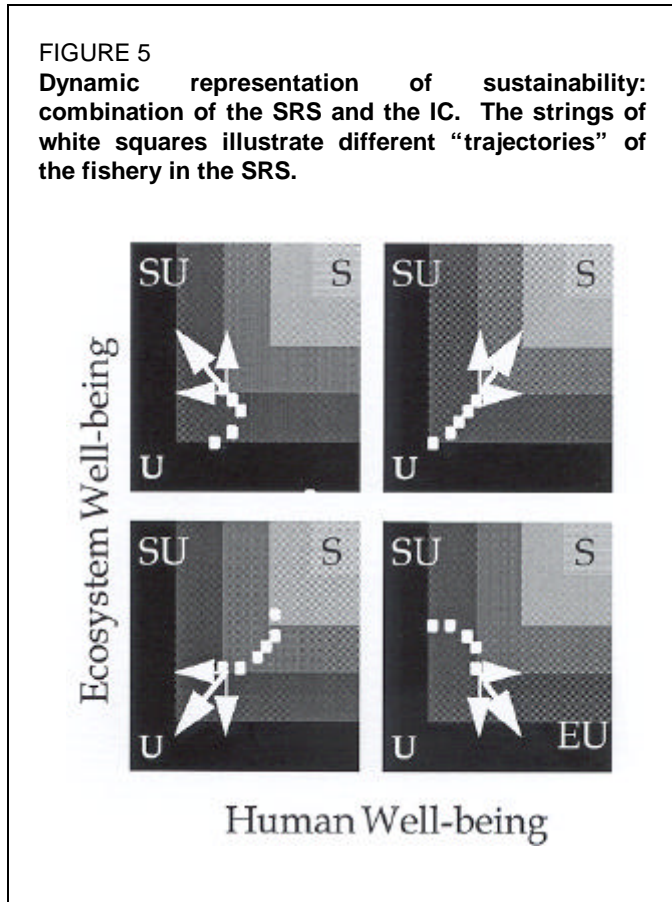 FIGURE 5
Dynamic representation of sustainability:
combination of the SRS and the IC. The strings of
white squares illustrate different “trajectories” of
the fishery in the SRS.
SU S
U
SU S
U
SU S
U
SU S
U EU
Ecosystem Well-being
Human Well-being